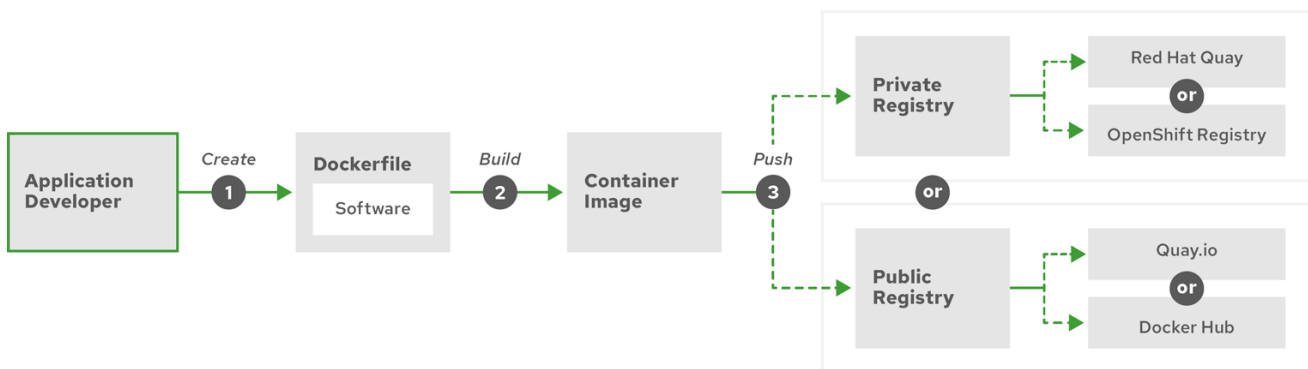 Application
Developer
Create
1
Dockerfile
Software
Build
2
Container
Image
Push
3
Private
Registry
Red Hat Quay
or
OpenShift Registry
or
Public
Registry
Quay.io
or
Docker Hub